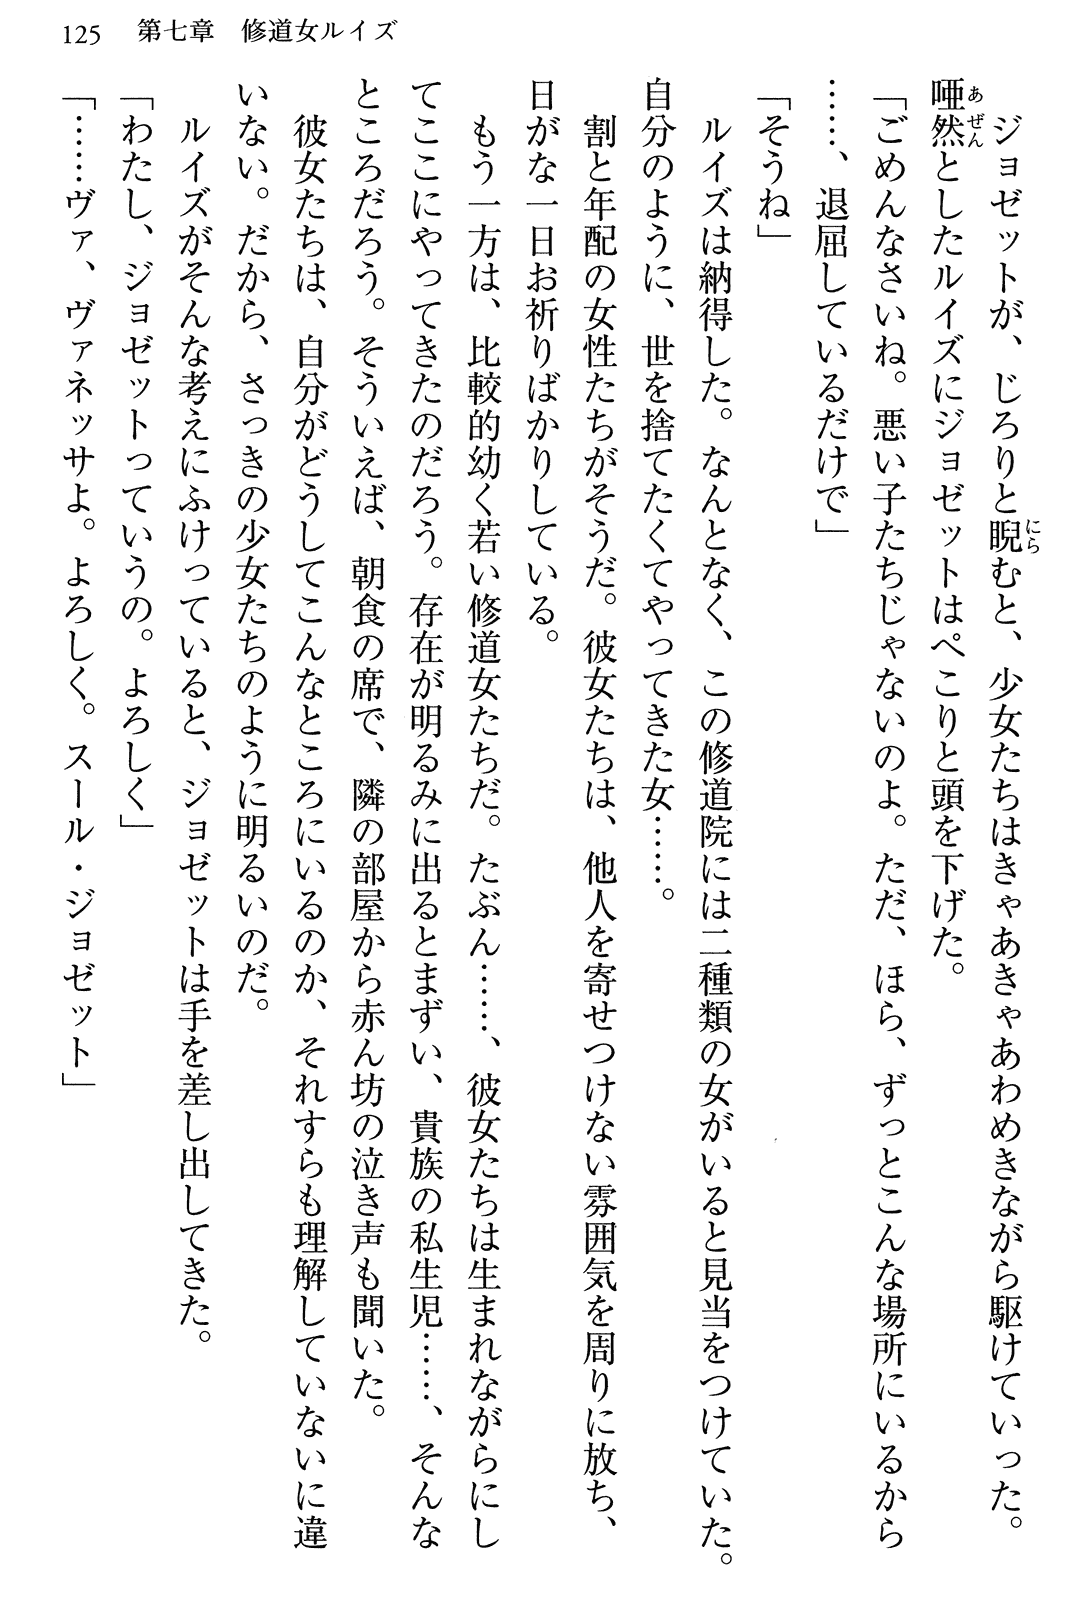 125　第七章　修道女ルイズ
　ジョゼットが、じろりと睨むと、少女たちはきゃあきゃあわめきながら駆けていった。
唖然としたルイズにジョゼットはぺこりと頭を下げた。
「ごめんなさいね。悪い子たちじゃないのよ。ただ、ほら、ずっとこんな場所にいるから
……、退屈しているだけで」
「そうね」
　ルイズは納得した。なんとなく、この修道院には二種類の女がいると見当をつけていた。
自分のように、世を捨てたくてやってきた女……。
　割と年配の女性たちがそうだ。彼女たちは、他人を寄せつけない雰囲気を周りに放ち、
日がな一日お祈りばかりしている。
　もう一方は、比較的幼く若い修道女たちだ。たぶん……、彼女たちは生まれながらにし
てここにやってきたのだろう。存在が明るみに出るとまずい、貴族の私生児……、そんな
ところだろう。そういえば、朝食の席で、隣の部屋から赤ん坊の泣き声も聞いた。
　彼女たちは、自分がどうしてこんなところにいるのか、それすらも理解していないに違
いない。だから、さっきの少女たちのように明るいのだ。
　ルイズがそんな考えにふけっていると、ジョゼットは手を差し出してきた。
「わたし、ジョゼットっていうの。よろしく」
「……ヴァ、ヴァネッサよ。よろしく。スール・ジョゼット」